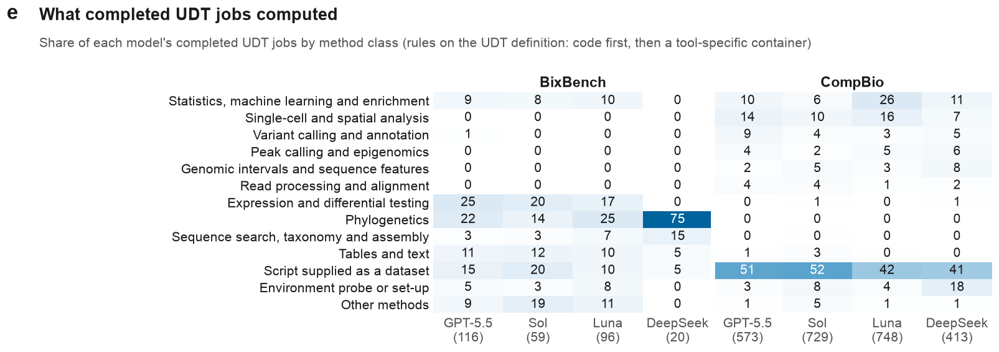 e What completed UDT jobs computed
Share of each model's completed UDT jobs by method class (rules on the UDT definition: code first, then a tool-specific container)
BixBench CompBio
Statistics, machine learning and enrichment 9 8 10 0 10 6 26 11
Single-cell and spatial analysis 0 0 0 0 14 10 16 7
Variant calling and annotation 1 0 0 0 9 4 3 5
Peak calling and epigenomics 0 0 0 0 4 2 5 6
Genomic intervals and sequence features 0 0 0 0 2 5 3 8
Read processing and alignment 0 0 0 0 4 4 1 2
Expression and differential testing 25 20 17 0 0 1 0 1
Phylogenetics 22 14 25 75 0 0 0 0
Sequence search, taxonomy and assembly 3 3 7 15 0 0 0 0
Tables and text 11 12 10 5 1 3 0 0
Script supplied as a dataset 15 20 10 5 51 52 42 41
Environment probe or set-up 5 3 8 0 3 8 4 18
Other methods 9 19 11 0 1 5 1 1
GPT-5.5 Sol Luna DeepSeek GPT-5.5 Sol Luna DeepSeek
(116) (59) (96) (20) (573) (729) (748) (413)